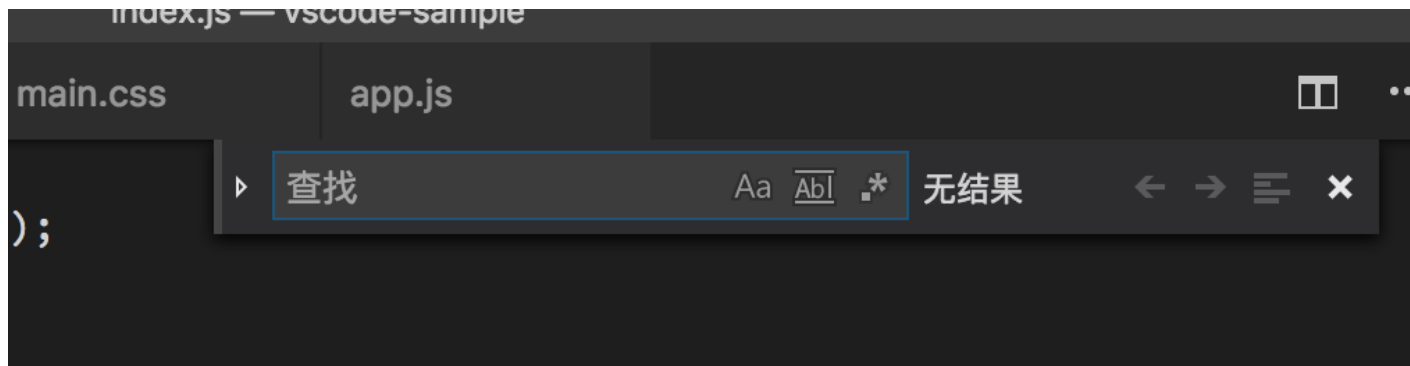 index.js — vscode-sample
main.css app.js
查找 Aa Abl .* 无结果
);